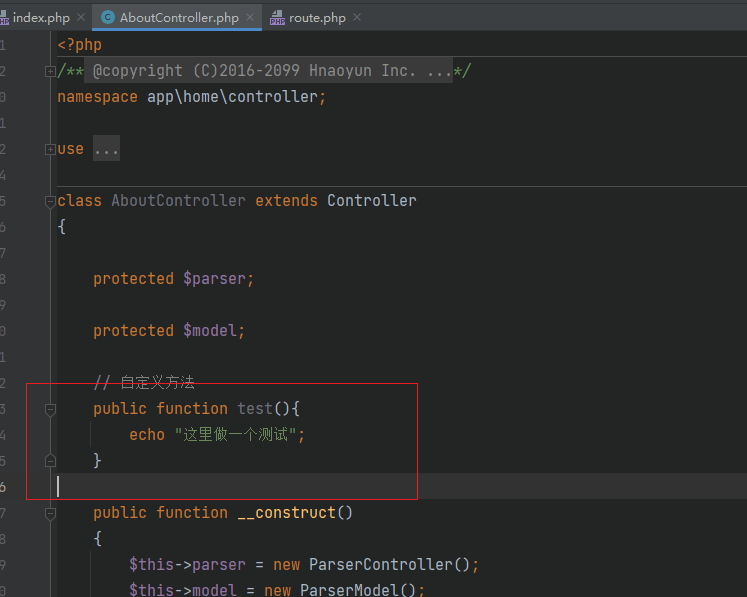 index.php AboutController.php route.php
1 <?php
2 /** @copyright (C)2016-2099 Hnaoyun Inc. ...*/
0 namespace app\home\controller;
1
2 use ...
4
5 class AboutController extends Controller
6 {
7
8 protected $parser;
9
0 protected $model;
1
2 // 自定义方法
3 public function test(){
4 echo "这里做一个测试";
5 }
6
7 public function __construct()
8 {
9 $this->parser = new ParserController();
0 $this->model = new ParserModel();